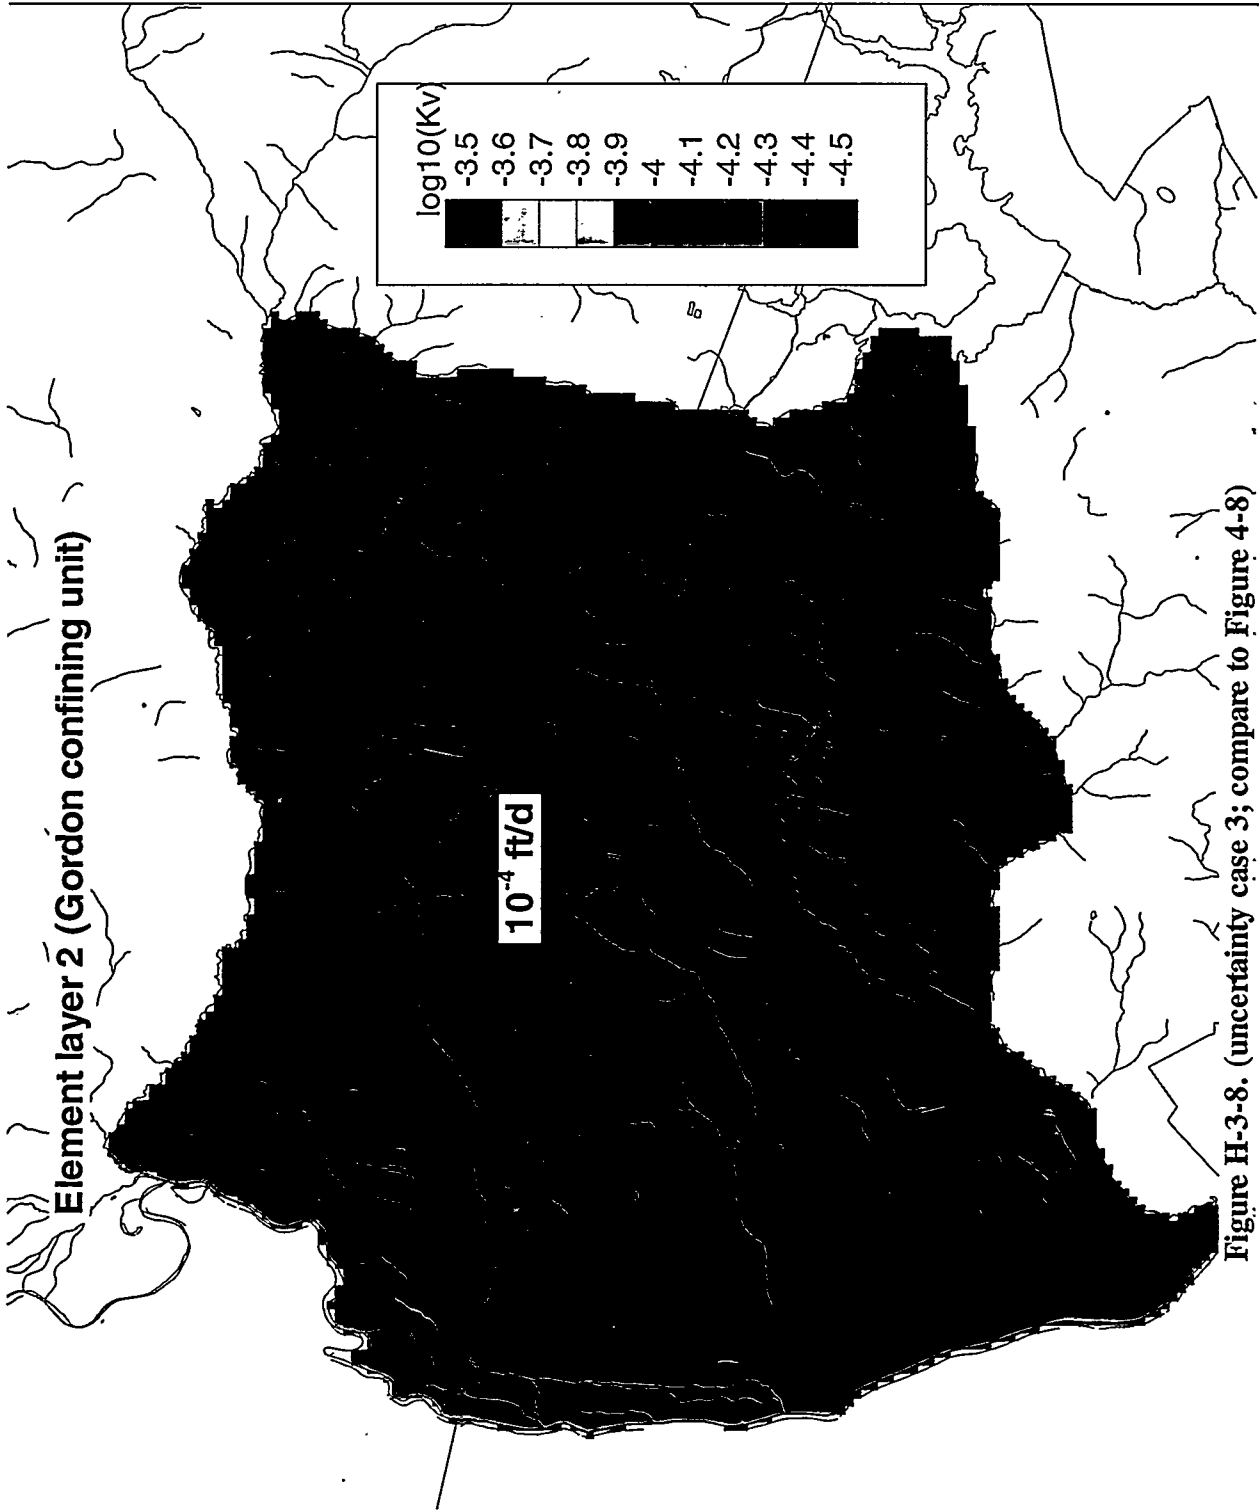 Element layer 2 (Gordon confining unit)
log10(Kv)
-3.5
-3.6
-3.7
-3.8
-3.9
-4
-4.1
-4.2
-4.3
-4.4
-4.5
10⁻⁴ ft/d
Figure H-3-8. (uncertainty case 3; compare to Figure 4-8)